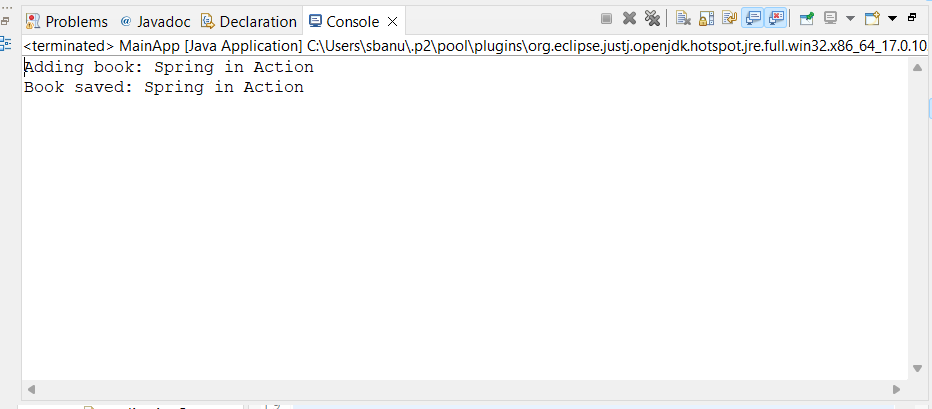 Problems @ Javadoc Declaration Console
<terminated> MainApp [Java Application] C:\Users\sbanu\.p2\pool\plugins\org.eclipse.justj.openjdk.hotspot.jre.full.win32.x86_64_17.0.10
Adding book: Spring in Action
Book saved: Spring in Action